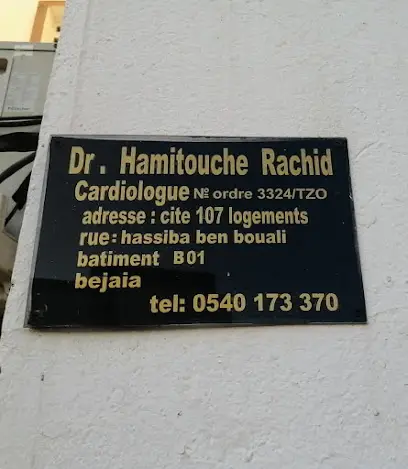 Dr . Hamitouche Rachid
Cardiologue № ordre 3324/TZO
adresse : cite 107 logements
rue: hassiba ben bouali
batiment B01
bejaia
tel: 0540 173 370